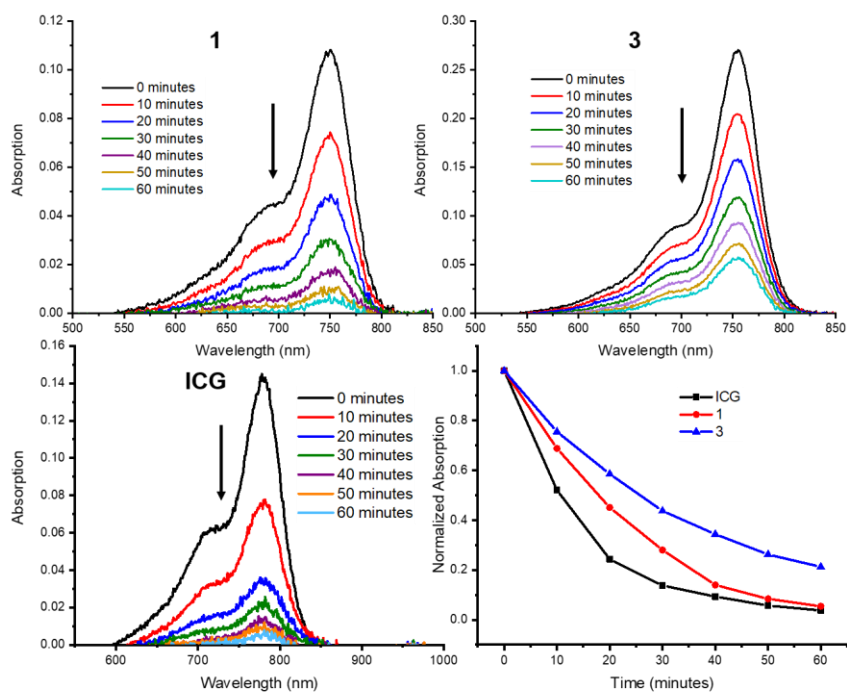 1
0 minutes
10 minutes
20 minutes
30 minutes
40 minutes
50 minutes
60 minutes
Absorption
0.12
0.10
0.08
0.06
0.04
0.02
0.00
500 550 600 650 700 750 800 850
Wavelength (nm)
3
0 minutes
10 minutes
20 minutes
30 minutes
40 minutes
50 minutes
60 minutes
Absorption
0.30
0.25
0.20
0.15
0.10
0.05
0.00
500 550 600 650 700 750 800 850
Wavelength (nm)
ICG
0 minutes
10 minutes
20 minutes
30 minutes
40 minutes
50 minutes
60 minutes
Absorption
0.16
0.14
0.12
0.10
0.08
0.06
0.04
0.02
0.00
600 700 800 900 1000
Wavelength (nm)
ICG
1
3
Normalized Absorption
1.0
0.8
0.6
0.4
0.2
0.0
0 10 20 30 40 50 60
Time (minutes)